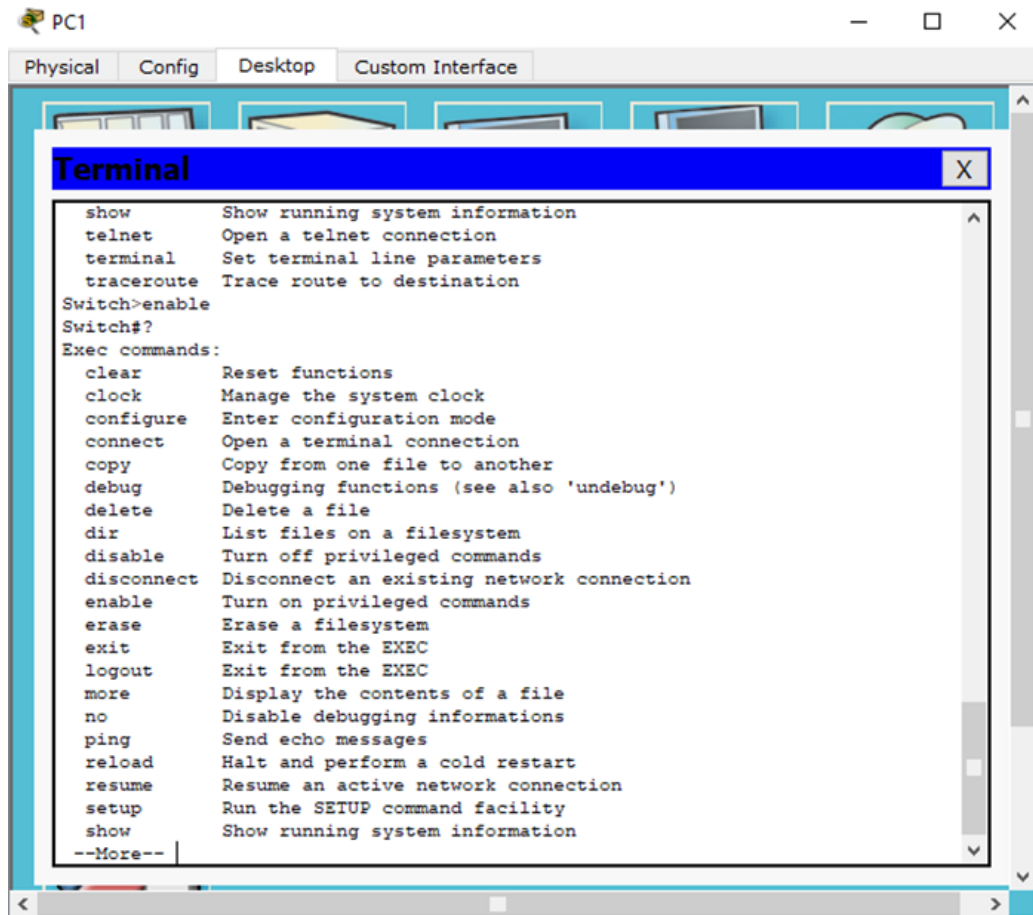 PC1
Physical Config Desktop Custom Interface
Terminal X
show Show running system information
telnet Open a telnet connection
terminal Set terminal line parameters
traceroute Trace route to destination
Switch>enable
Switch#?
Exec commands:
clear Reset functions
clock Manage the system clock
configure Enter configuration mode
connect Open a terminal connection
copy Copy from one file to another
debug Debugging functions (see also 'undebug')
delete Delete a file
dir List files on a filesystem
disable Turn off privileged commands
disconnect Disconnect an existing network connection
enable Turn on privileged commands
erase Erase a filesystem
exit Exit from the EXEC
logout Exit from the EXEC
more Display the contents of a file
no Disable debugging informations
ping Send echo messages
reload Halt and perform a cold restart
resume Resume an active network connection
setup Run the SETUP command facility
show Show running system information
--More--